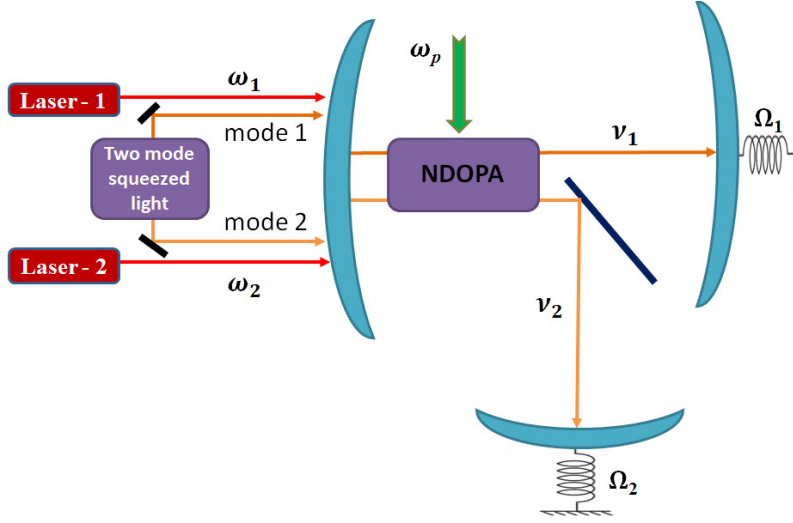 Laser - 1
ω₁
mode 1
Two mode
squeezed
light
mode 2
Laser - 2
ω₂
ωₚ
NDOPA
ν₁
Ω₁
ν₂
Ω₂